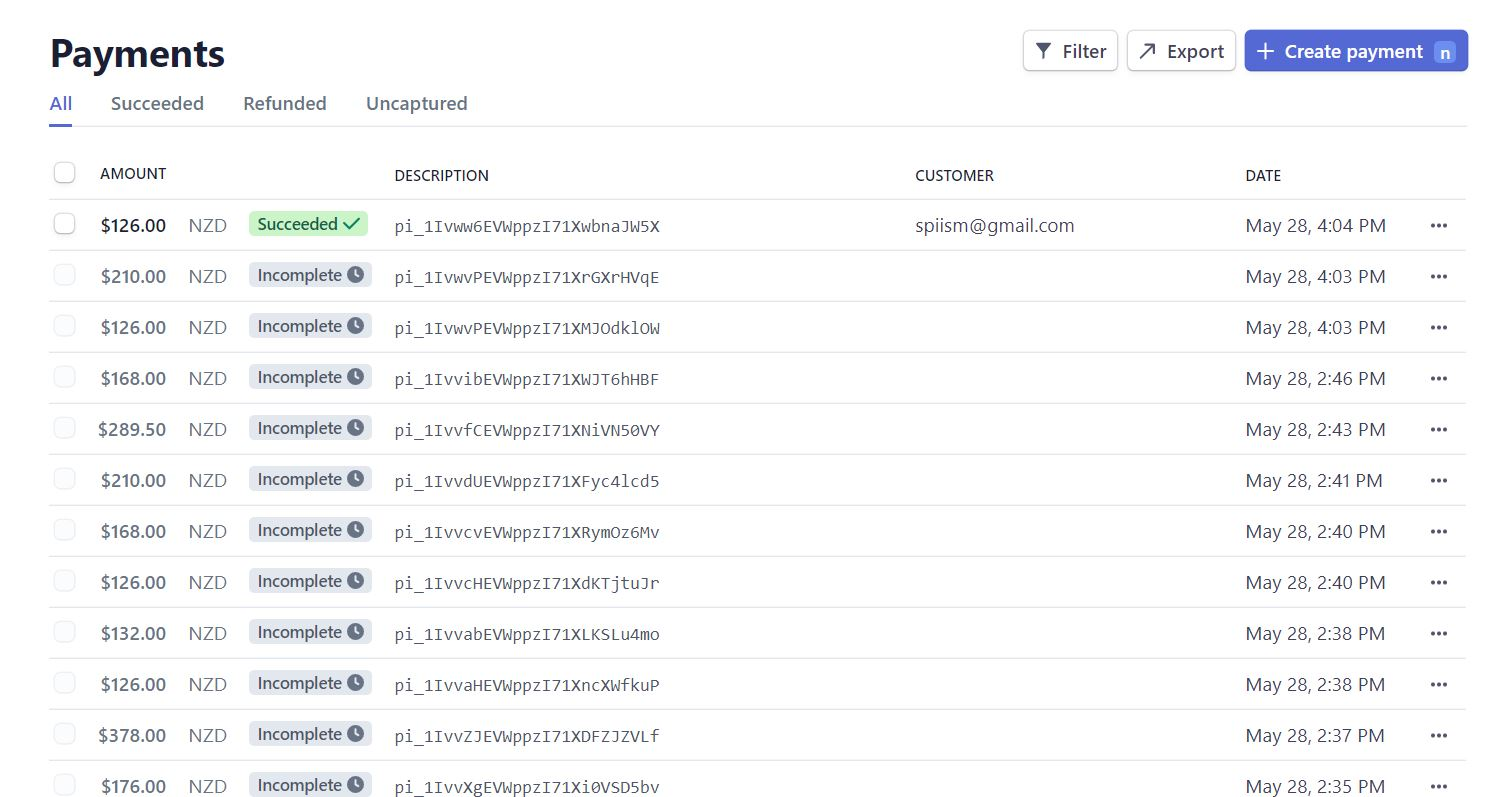 Payments
Filter Export + Create payment n
All Succeeded Refunded Uncaptured
AMOUNT DESCRIPTION CUSTOMER DATE
$126.00 NZD Succeeded pi_1Ivww6EVWppzI71XwbnaJW5X spiism@gmail.com May 28, 4:04 PM
$210.00 NZD Incomplete pi_1IvwvPEVWppzI71XrGXrHVqE May 28, 4:03 PM
$126.00 NZD Incomplete pi_1IvwvPEVWppzI71XMJOdklOW May 28, 4:03 PM
$168.00 NZD Incomplete pi_1IvvibEVWppzI71XWJT6hHBF May 28, 2:46 PM
$289.50 NZD Incomplete pi_1IvvfCEVWppzI71XNiVN50VY May 28, 2:43 PM
$210.00 NZD Incomplete pi_1IvvdUEVWppzI71XFyc4lcd5 May 28, 2:41 PM
$168.00 NZD Incomplete pi_1IvvcvEVWppzI71XRymOz6Mv May 28, 2:40 PM
$126.00 NZD Incomplete pi_1IvvcHEVWppzI71XdKTjtuJr May 28, 2:40 PM
$132.00 NZD Incomplete pi_1IvvabEVWppzI71XLKSLu4mo May 28, 2:38 PM
$126.00 NZD Incomplete pi_1IvvaHEVWppzI71XncXWfkuP May 28, 2:38 PM
$378.00 NZD Incomplete pi_1IvvZJEVWppzI71XDFZJZVLf May 28, 2:37 PM
$176.00 NZD Incomplete pi_1IvvXgEVWppzI71Xi0VSD5bv May 28, 2:35 PM